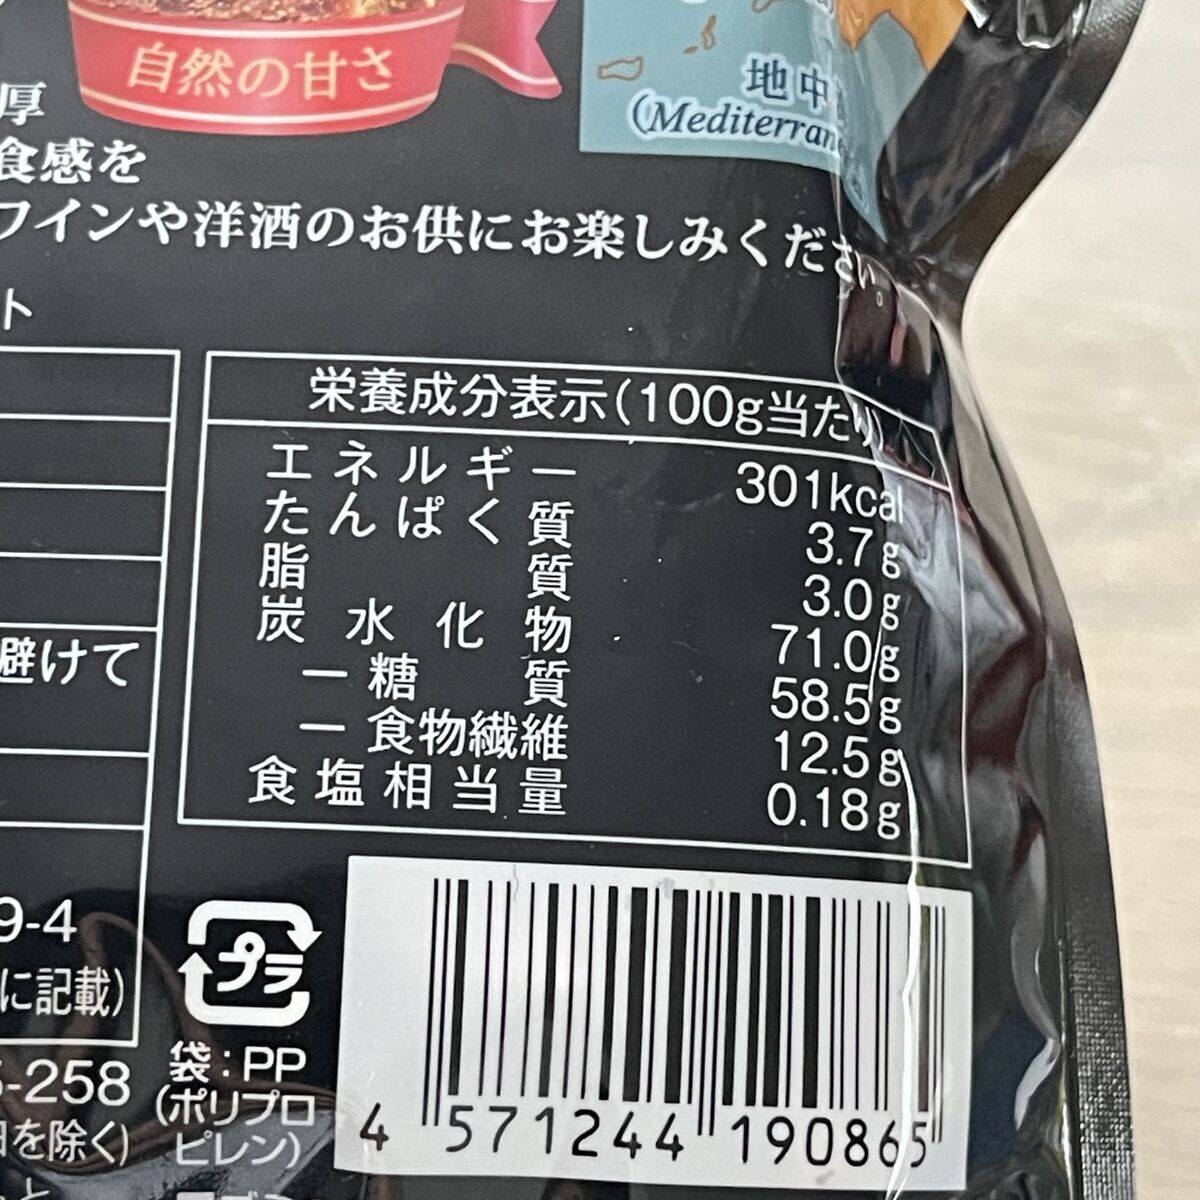 自然の甘さ
地中
(Mediterran
厚
食感を
ワインや洋酒のお供にお楽しみください。
ト
栄養成分表示(100g当たり)
エネルギー 301kcal
たんぱく質 3.7g
脂質 3.0g
炭水化物 71.0g
－糖質 58.5g
－食物繊維 12.5g
食塩相当量 0.18g
避けて
9-4
に記載)
-258
を除く)
プラ
袋:PP
(ポリプロ
ピレン)
4 571244 190865